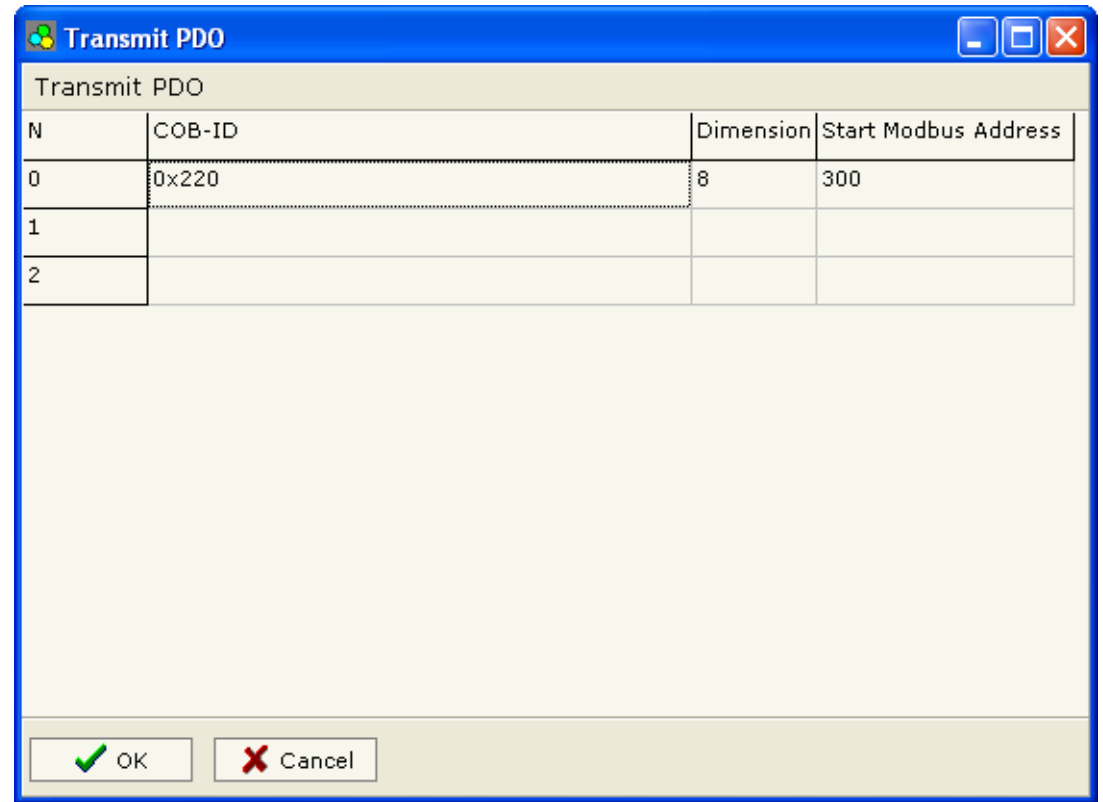 Transmit PDO
Transmit PDO
N COB-ID Dimension Start Modbus Address
0 0x220 8 300
1
2
OK Cancel